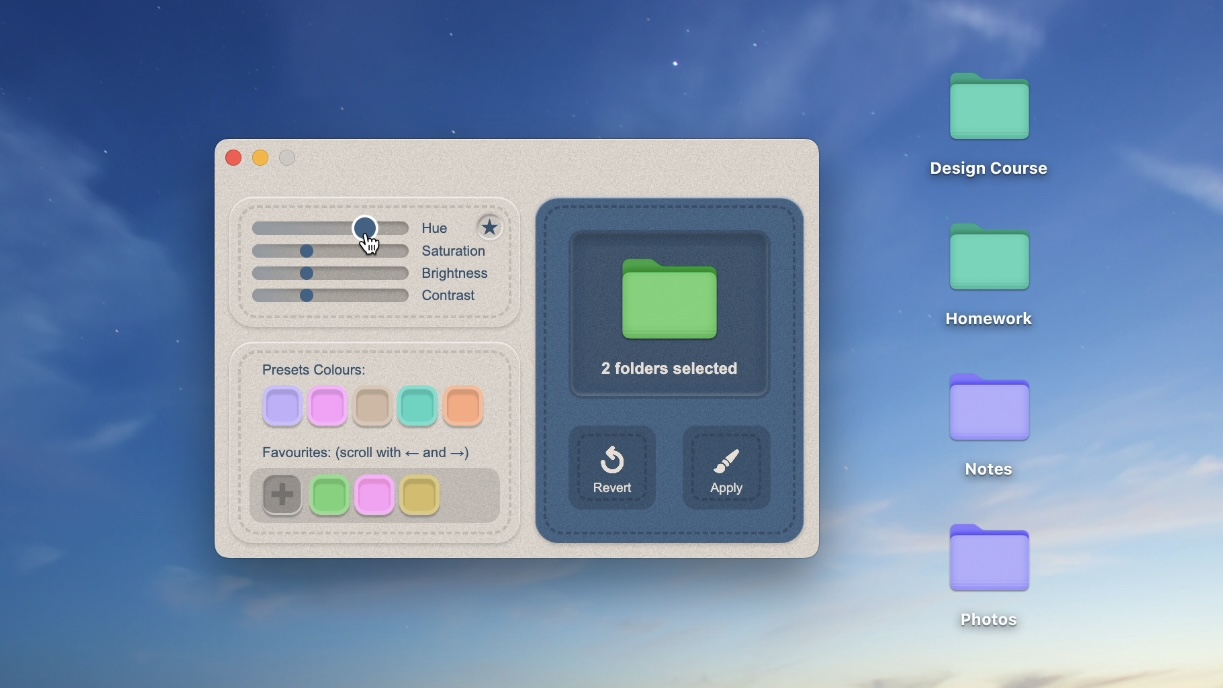 Hue
Saturation
Brightness
Contrast
Presets Colours:
Favourites: (scroll with ← and →)
2 folders selected
Revert
Apply
Design Course
Homework
Notes
Photos